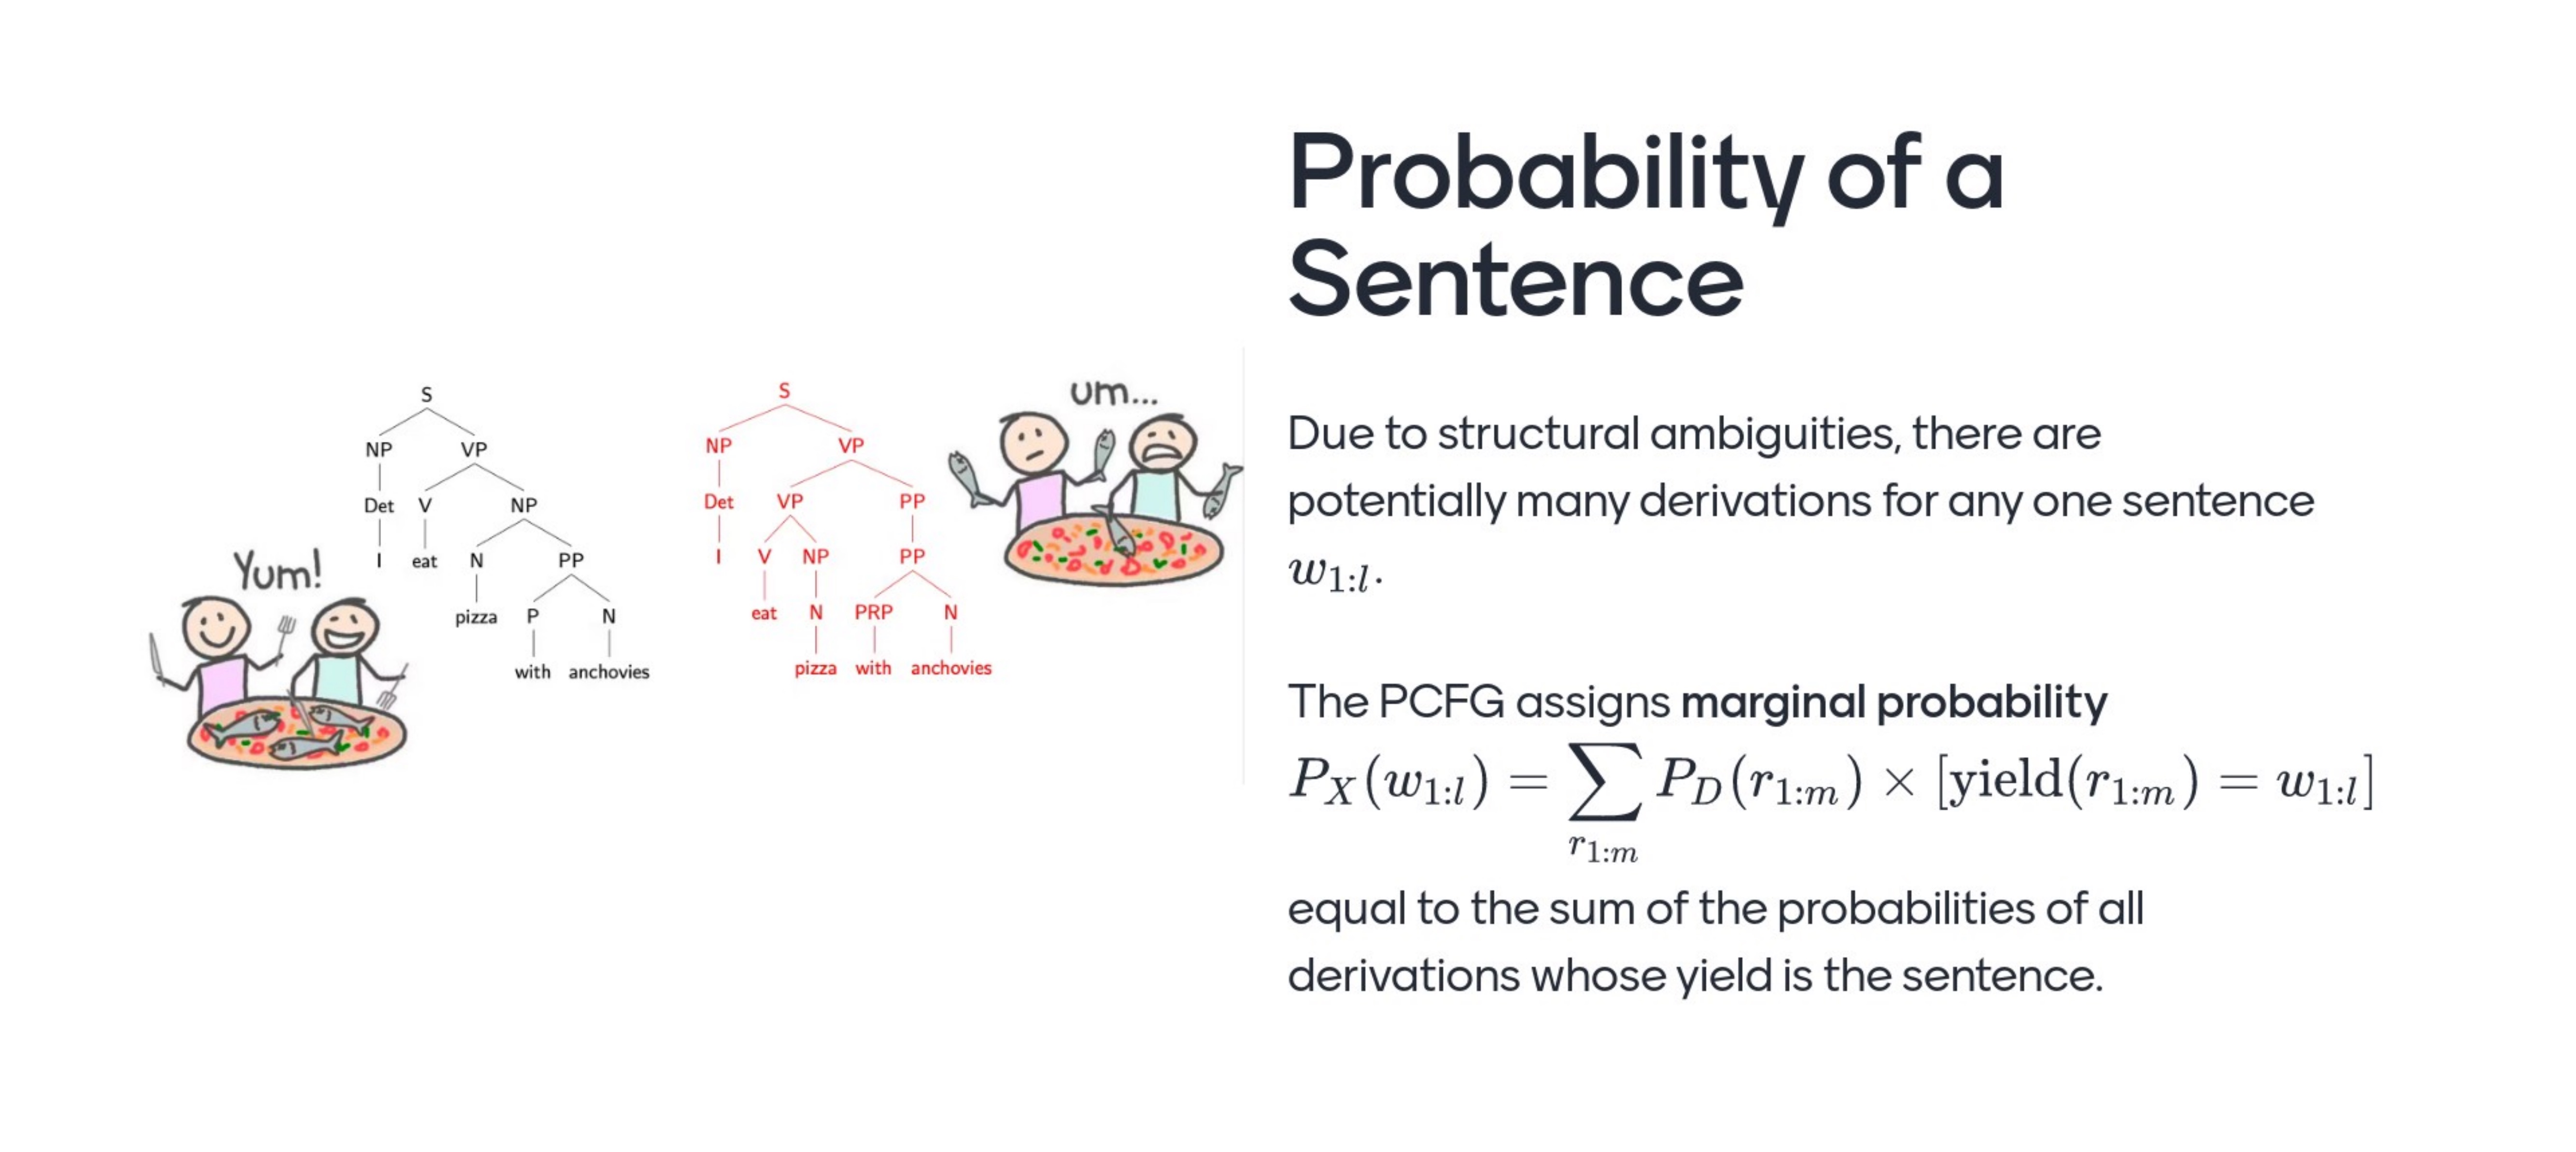 Probability of a
Sentence
Due to structural ambiguities, there are
potentially many derivations for any one sentence
w_{1:l}.
The PCFG assigns marginal probability
P_X(w_{1:l}) = \sum_{r_{1:m}} P_D(r_{1:m}) × [yield(r_{1:m}) = w_{1:l}]
equal to the sum of the probabilities of all
derivations whose yield is the sentence.
S
NP VP
Det V NP
I eat N PP
pizza P N
with anchovies
Yum!
S
NP VP
Det VP PP
I V NP PP
eat N PRP N
pizza with anchovies
um...